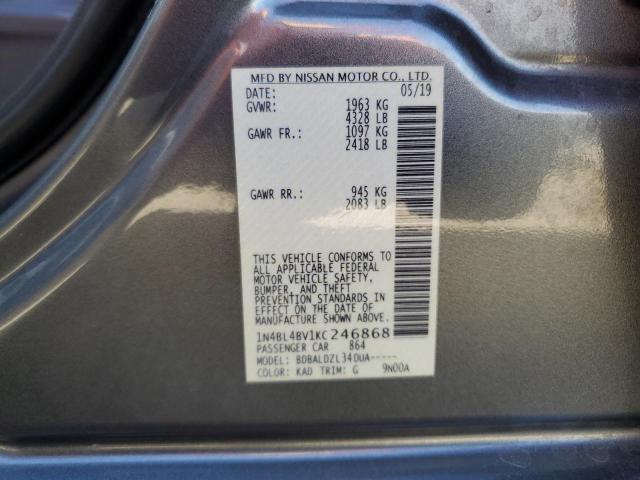 MFD BY NISSAN MOTOR CO., LTD.
DATE: 05/19
GVWR: 1963 KG
4328 LB
GAWR FR.: 1097 KG
2418 LB
GAWR RR.: 945 KG
2083 LB
THIS VEHICLE CONFORMS TO
ALL APPLICABLE FEDERAL
MOTOR VEHICLE SAFETY,
BUMPER, AND THEFT
PREVENTION STANDARDS IN
EFFECT ON THE DATE OF
MANUFACTURE SHOWN ABOVE.
1N4BL4BV1KC246868
PASSENGER CAR 864
MODEL: BDBALDZL34DUA-----
COLOR: KAD TRIM: G 9N00A